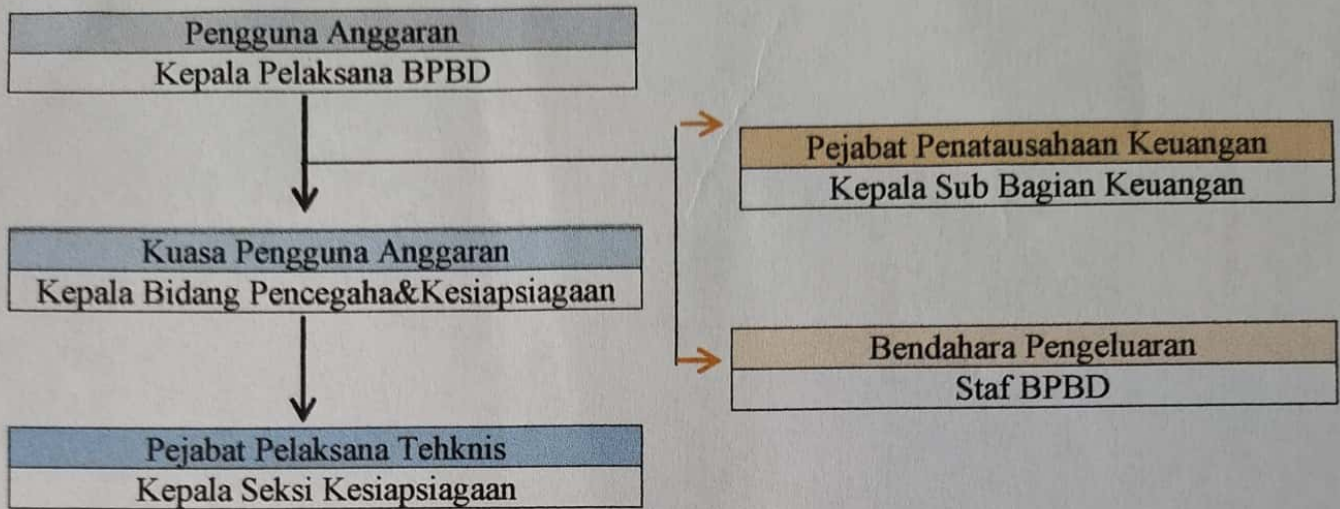 Pengguna Anggaran
Kepala Pelaksana BPBD
Pejabat Penatausahaan Keuangan
Kepala Sub Bagian Keuangan
Kuasa Pengguna Anggaran
Kepala Bidang Pencegaha&Kesiapsiagaan
Bendahara Pengeluaran
Staf BPBD
Pejabat Pelaksana Tehknis
Kepala Seksi Kesiapsiagaan